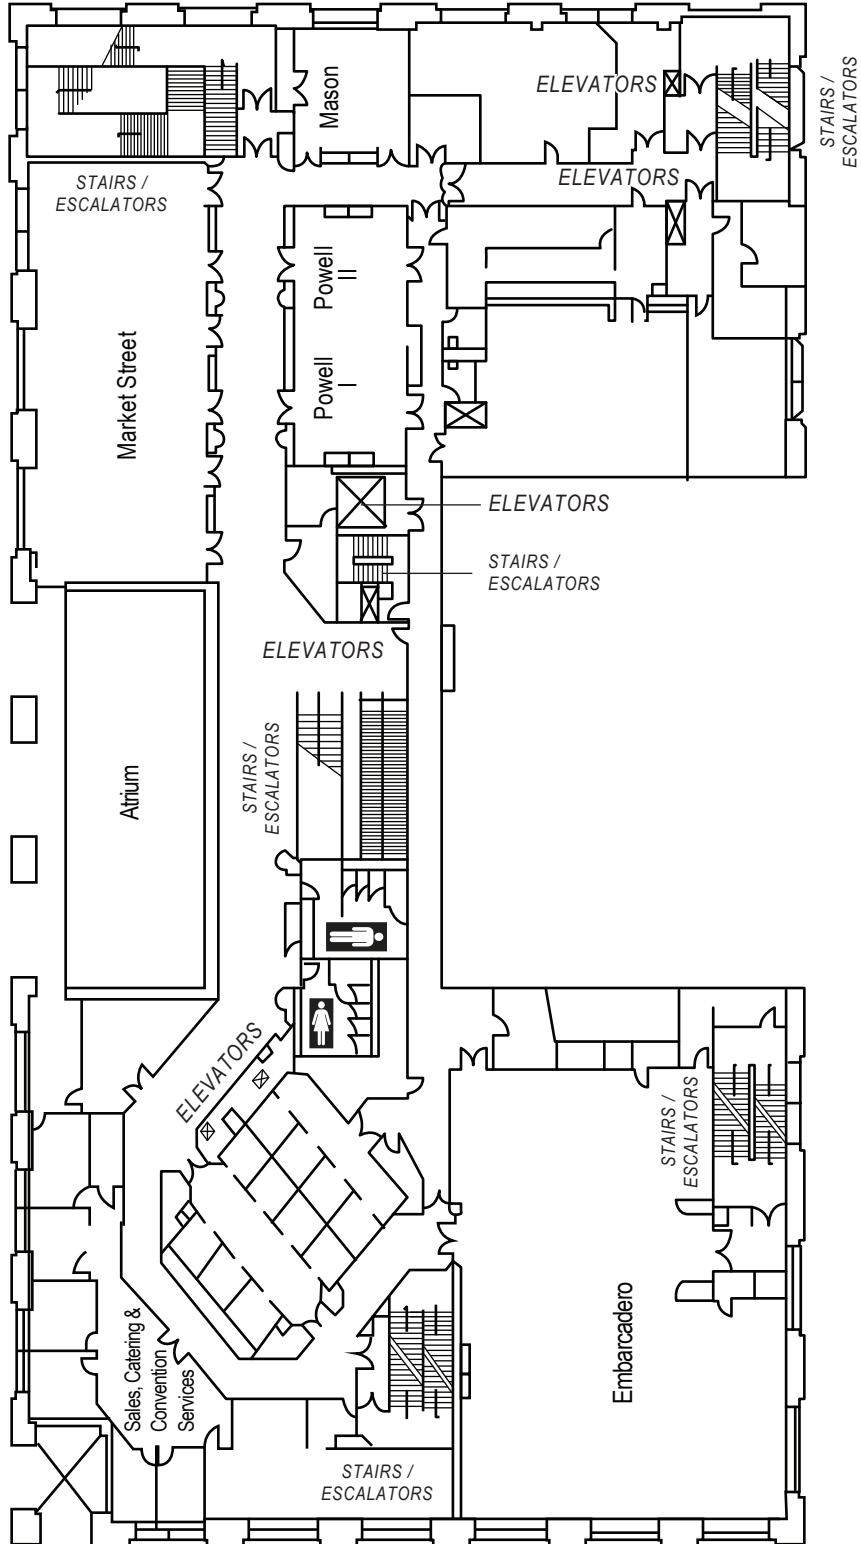 ELEVATORS
STAIRS /
ESCALATORS
Mason
ELEVATORS
STAIRS /
ESCALATORS
Powell
II
Powell
I
Market Street
ELEVATORS
STAIRS /
ESCALATORS
ELEVATORS
STAIRS /
ESCALATORS
Atrium
ELEVATORS
STAIRS /
ESCALATORS
Embarcadero
Sales, Catering &
Convention
Services
STAIRS /
ESCALATORS